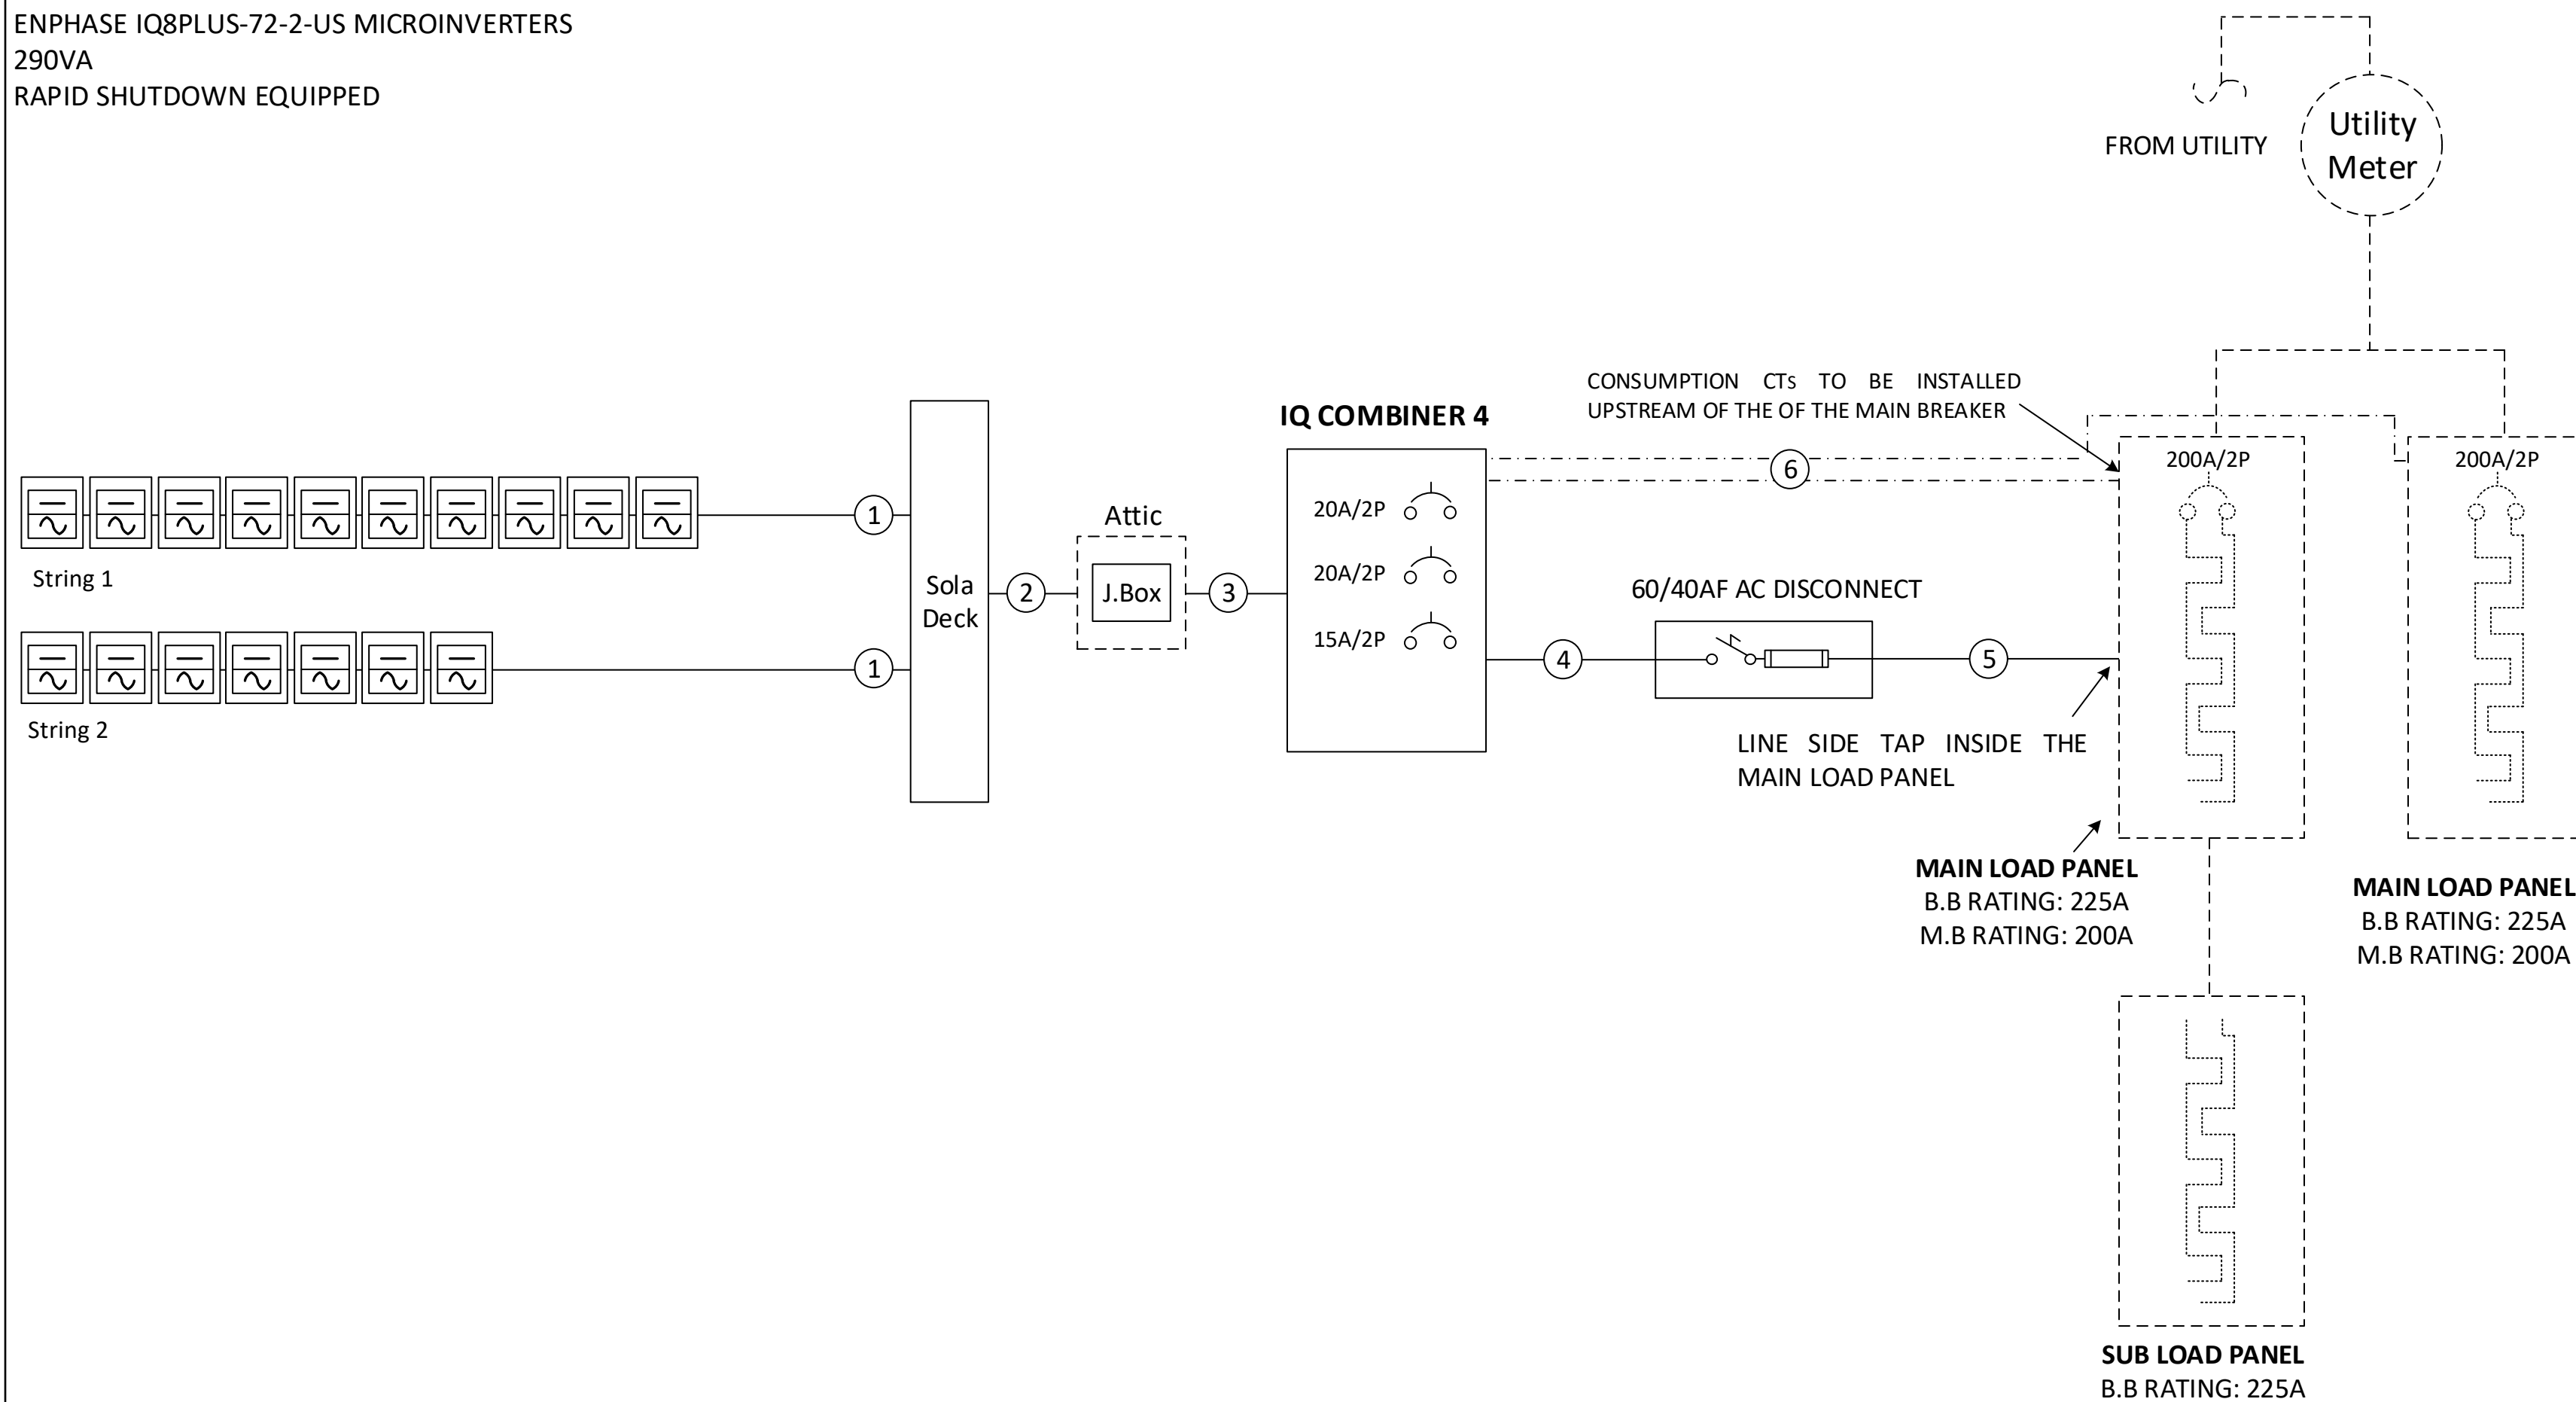 ENPHASE IQ8PLUS-72-2-US MICROINVERTERS
290VA
RAPID SHUTDOWN EQUIPPED
FROM UTILITY
Utility
Meter
CONSUMPTION CTs TO BE INSTALLED
UPSTREAM OF THE OF THE MAIN BREAKER
IQ COMBINER 4
6
200A/2P
200A/2P
20A/2P
20A/2P
15A/2P
Attic
J.Box
1
String 1
Sola
Deck
2
3
60/40AF AC DISCONNECT
4
5
1
String 2
LINE SIDE TAP INSIDE THE
MAIN LOAD PANEL
MAIN LOAD PANEL
B.B RATING: 225A
M.B RATING: 200A
MAIN LOAD PANEL
B.B RATING: 225A
M.B RATING: 200A
SUB LOAD PANEL
B.B RATING: 225A